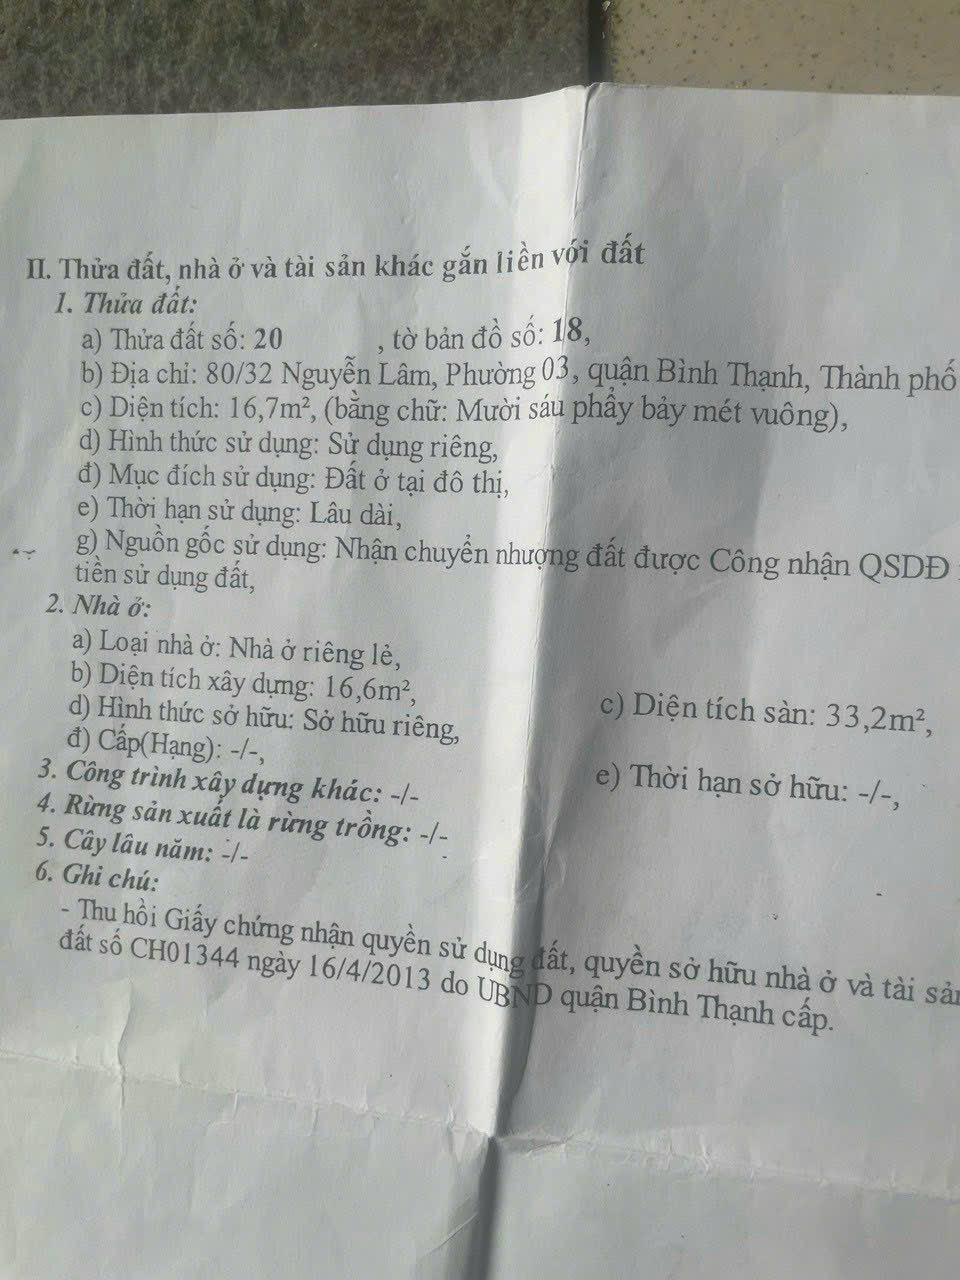 II. Thửa đất, nhà ở và tài sản khác gắn liền với đất
1. Thửa đất:
a) Thửa đất số: 20 , tờ bản đồ số: 18,
b) Địa chỉ: 80/32 Nguyễn Lâm, Phường 03, quận Bình Thạnh, Thành phố
c) Diện tích: 16,7m², (bằng chữ: Mười sáu phẩy bảy mét vuông),
d) Hình thức sử dụng: Sử dụng riêng,
đ) Mục đích sử dụng: Đất ở tại đô thị,
e) Thời hạn sử dụng: Lâu dài,
g) Nguồn gốc sử dụng: Nhận chuyển nhượng đất được Công nhận QSDĐ
tiền sử dụng đất,
2. Nhà ở:
a) Loại nhà ở: Nhà ở riêng lẻ,
b) Diện tích xây dựng: 16,6m², c) Diện tích sàn: 33,2m²,
d) Hình thức sở hữu: Sở hữu riêng,
đ) Cấp(Hạng): -/-, e) Thời hạn sở hữu: -/-,
3. Công trình xây dựng khác: -/-
4. Rừng sản xuất là rừng trồng: -/-
5. Cây lâu năm: -/-
6. Ghi chú:
- Thu hồi Giấy chứng nhận quyền sử dụng đất, quyền sở hữu nhà ở và tài sản
đất số CH01344 ngày 16/4/2013 do UBND quận Bình Thạnh cấp.